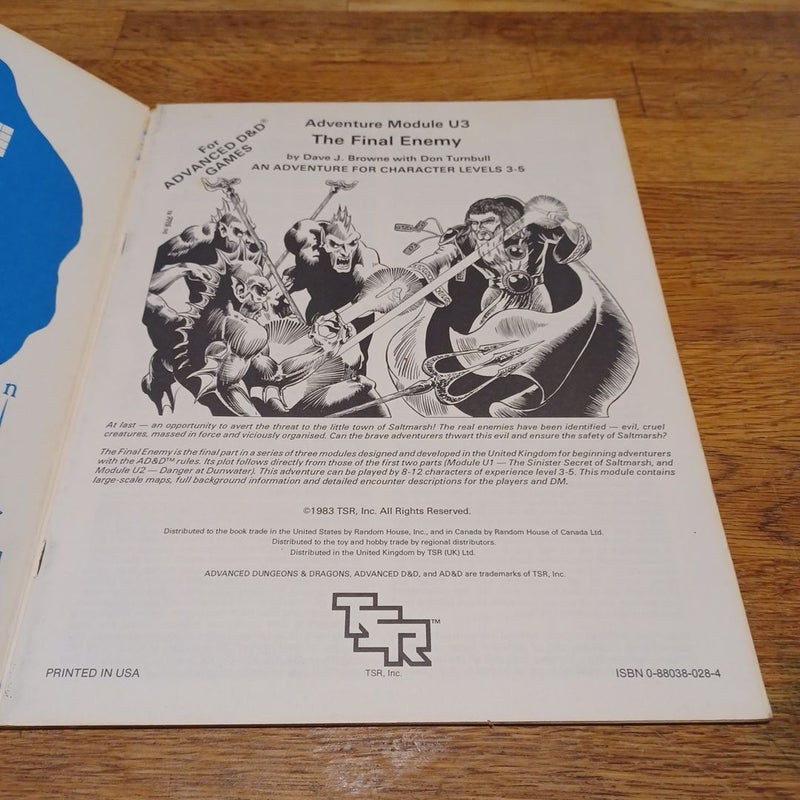 For
ADVANCED D&D®
GAMES
Adventure Module U3
The Final Enemy
by Dave J. Browne with Don Turnbull
AN ADVENTURE FOR CHARACTER LEVELS 3-5
At last — an opportunity to avert the threat to the little town of Saltmarsh! The real enemies have been identified — evil, cruel
creatures, massed in force and viciously organised. Can the brave adventurers thwart this evil and ensure the safety of Saltmarsh?
The Final Enemy is the final part in a series of three modules designed and developed in the United Kingdom for beginning adventurers
with the AD&D™ rules. Its plot follows directly from those of the first two parts (Module U1 — The Sinister Secret of Saltmarsh, and
Module U2 — Danger at Dunwater). This adventure can be played by 8-12 characters of experience level 3-5. This module contains
large-scale maps, full background information and detailed encounter descriptions for the players and DM.
©1983 TSR, Inc. All Rights Reserved.
Distributed to the book trade in the United States by Random House, Inc., and in Canada by Random House of Canada Ltd.
Distributed to the toy and hobby trade by regional distributors.
Distributed in the United Kingdom by TSR (UK) Ltd.
ADVANCED DUNGEONS & DRAGONS, ADVANCED D&D, and AD&D are trademarks of TSR, Inc.
TSR™
TSR, Inc.
PRINTED IN USA
ISBN 0-88038-028-4
n